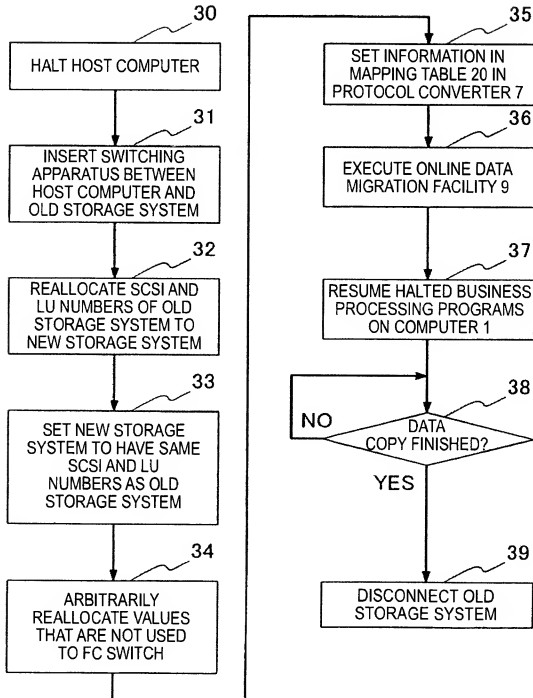 30
HALT HOST COMPUTER
31
INSERT SWITCHING
APPARATUS BETWEEN
HOST COMPUTER AND
OLD STORAGE SYSTEM
32
REALLOCATE SCSI AND
LU NUMBERS OF OLD
STORAGE SYSTEM TO
NEW STORAGE SYSTEM
33
SET NEW STORAGE
SYSTEM TO HAVE SAME
SCSI AND LU
NUMBERS AS OLD
STORAGE SYSTEM
34
ARBITRARILY
REALLOCATE VALUES
THAT ARE NOT USED
TO FC SWITCH
35
SET INFORMATION IN
MAPPING TABLE 20 IN
PROTOCOL CONVERTER 7
36
EXECUTE ONLINE DATA
MIGRATION FACILITY 9
37
RESUME HALTED BUSINESS
PROCESSING PROGRAMS
ON COMPUTER 1
38
NO
DATA
COPY FINISHED?
YES
39
DISCONNECT OLD
STORAGE SYSTEM